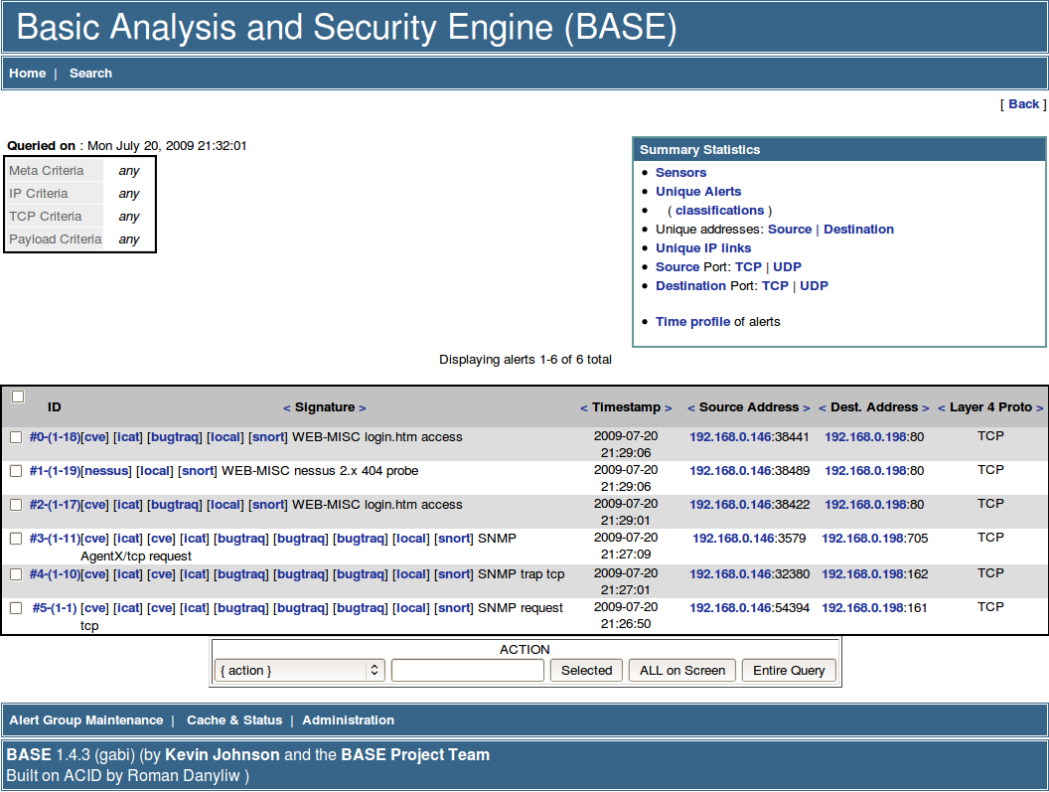 Basic Analysis and Security Engine (BASE)
Home | Search
[ Back ]
Queried on : Mon July 20, 2009 21:32:01
Meta Criteria any
IP Criteria any
TCP Criteria any
Payload Criteria any
Summary Statistics
• Sensors
• Unique Alerts
• ( classifications )
• Unique addresses: Source | Destination
• Unique IP links
• Source Port: TCP | UDP
• Destination Port: TCP | UDP
• Time profile of alerts
Displaying alerts 1-6 of 6 total
ID < Signature > < Timestamp > < Source Address > < Dest. Address > < Layer 4 Proto >
#0-(1-18)[cve] [icat] [bugtraq] [local] [snort] WEB-MISC login.htm access 2009-07-20 192.168.0.146:38441 192.168.0.198:80 TCP
21:29:06
#1-(1-19)[nessus] [local] [snort] WEB-MISC nessus 2.x 404 probe 2009-07-20 192.168.0.146:38489 192.168.0.198:80 TCP
21:29:06
#2-(1-17)[cve] [icat] [bugtraq] [local] [snort] WEB-MISC login.htm access 2009-07-20 192.168.0.146:38422 192.168.0.198:80 TCP
21:29:01
#3-(1-11)[cve] [icat] [cve] [icat] [bugtraq] [bugtraq] [bugtraq] [local] [snort] SNMP 2009-07-20 192.168.0.146:3579 192.168.0.198:705 TCP
AgentX/tcp request 21:27:09
#4-(1-10)[cve] [icat] [cve] [icat] [bugtraq] [bugtraq] [bugtraq] [local] [snort] SNMP trap tcp 2009-07-20 192.168.0.146:32380 192.168.0.198:162 TCP
21:27:01
#5-(1-1) [cve] [icat] [cve] [icat] [bugtraq] [bugtraq] [bugtraq] [local] [snort] SNMP request 2009-07-20 192.168.0.146:54394 192.168.0.198:161 TCP
tcp 21:26:50
ACTION
{ action } Selected ALL on Screen Entire Query
Alert Group Maintenance | Cache & Status | Administration
BASE 1.4.3 (gabi) (by Kevin Johnson and the BASE Project Team
Built on ACID by Roman Danyliw )